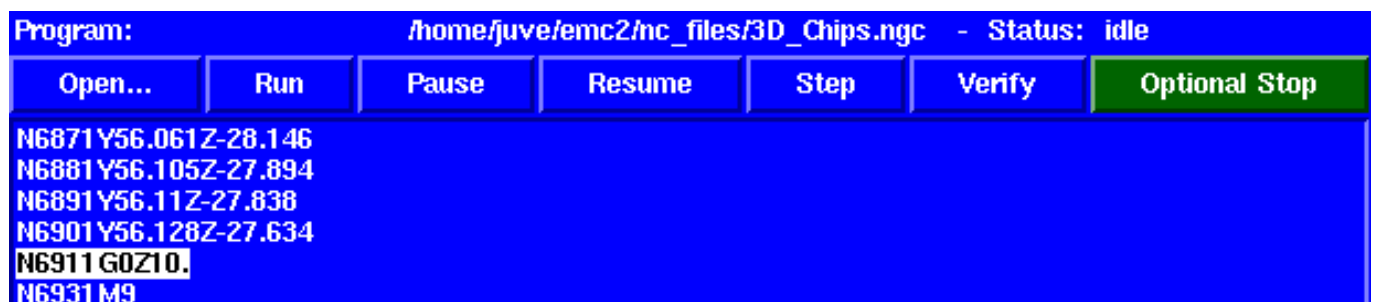 Program: /home/juve/emc2/nc_files/3D_Chips.ngc - Status: idle
Open... Run Pause Resume Step Verify Optional Stop
N6871Y56.061Z-28.146
N6881Y56.105Z-27.894
N6891Y56.11Z-27.838
N6901Y56.128Z-27.634
N6911G0Z10.
N6931M9